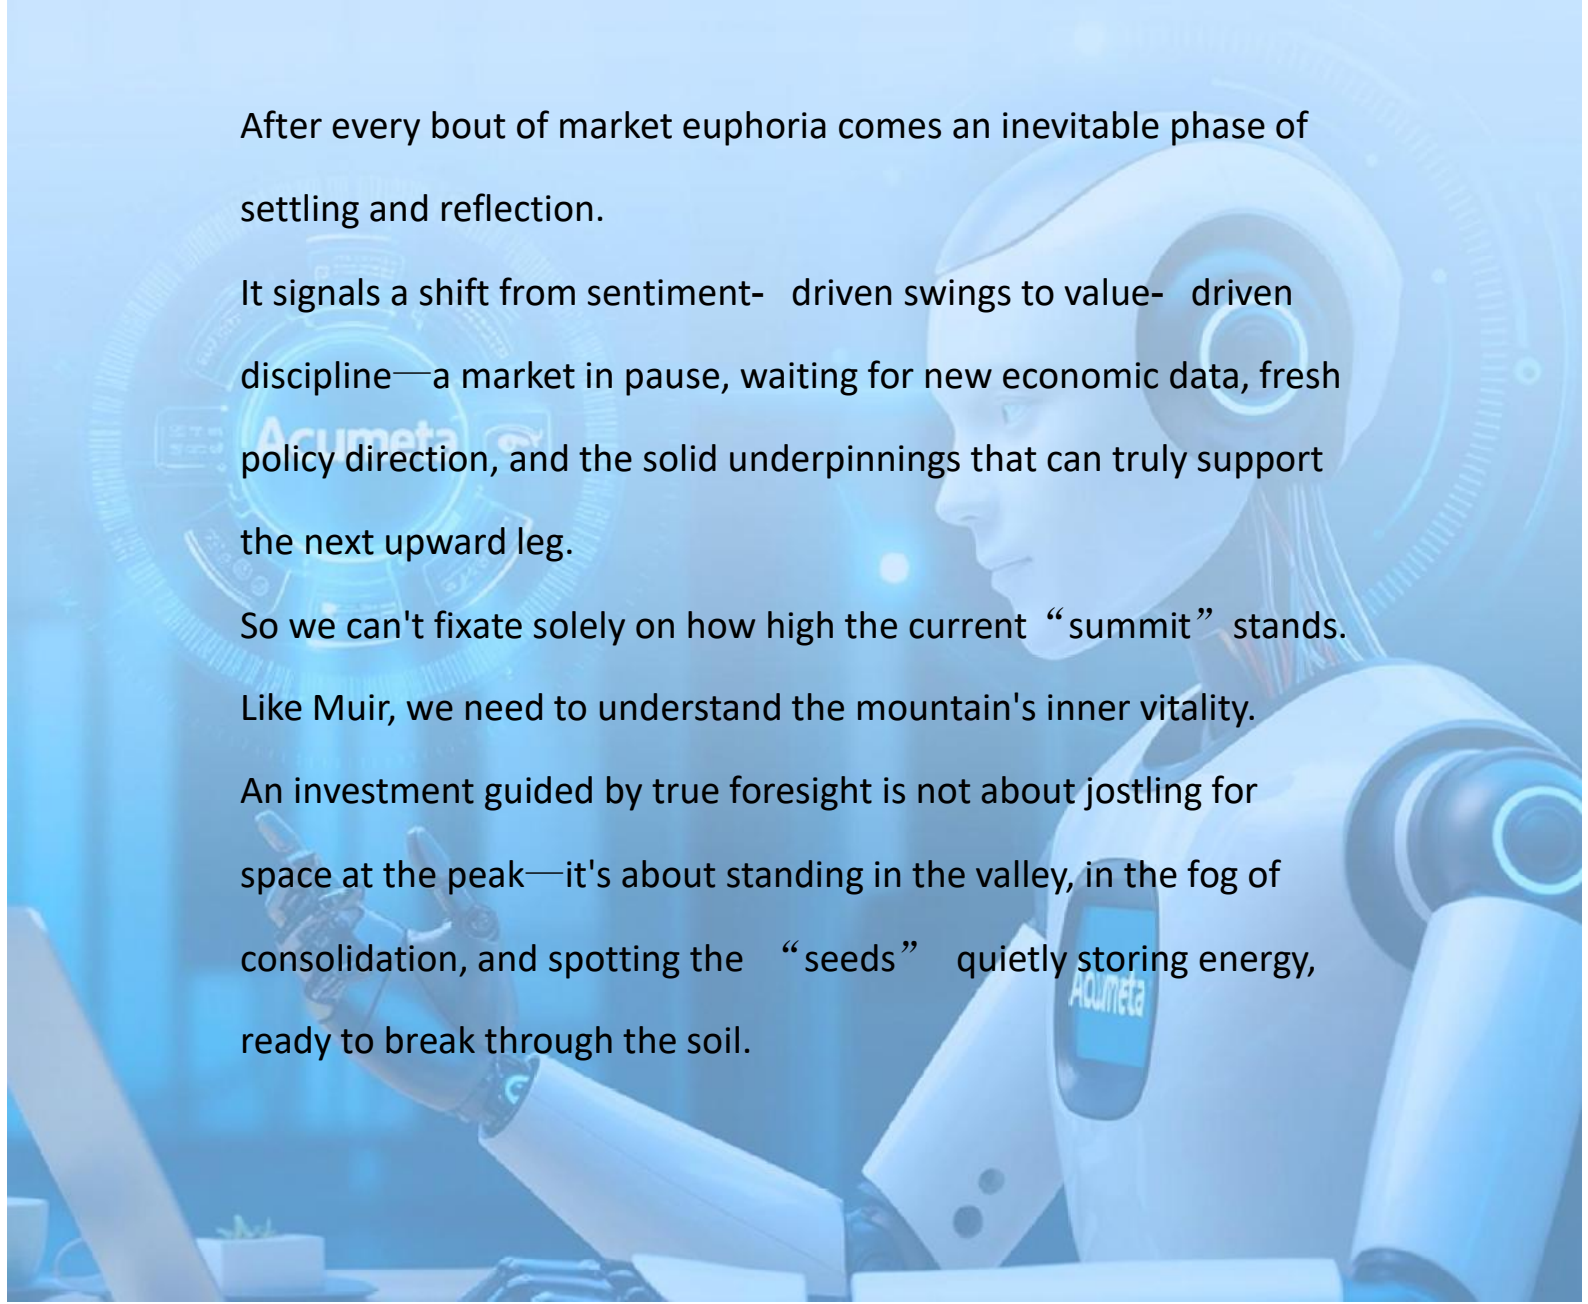 After every bout of market euphoria comes an inevitable phase of
settling and reflection.
It signals a shift from sentiment- driven swings to value- driven
discipline—a market in pause, waiting for new economic data, fresh
Acumeta
policy direction, and the solid underpinnings that can truly support
the next upward leg.
So we can't fixate solely on how high the current “summit” stands.
Like Muir, we need to understand the mountain's inner vitality.
An investment guided by true foresight is not about jostling for
space at the peak—it's about standing in the valley, in the fog of
consolidation, and spotting the “seeds” quietly storing energy,
Acumeta
ready to break through the soil.